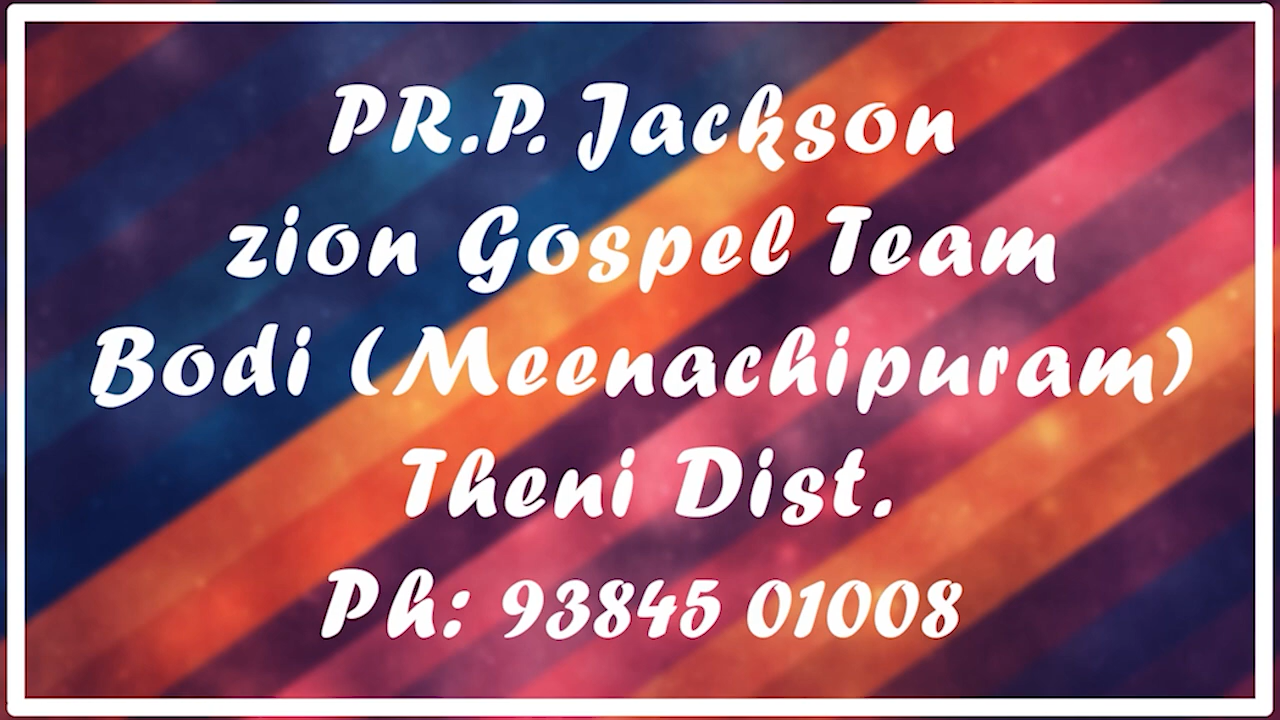 PR.P. Jackson
zion Gospel Team
Bodi (Meenachipuram)
Theni Dist.
Ph: 93845 01008